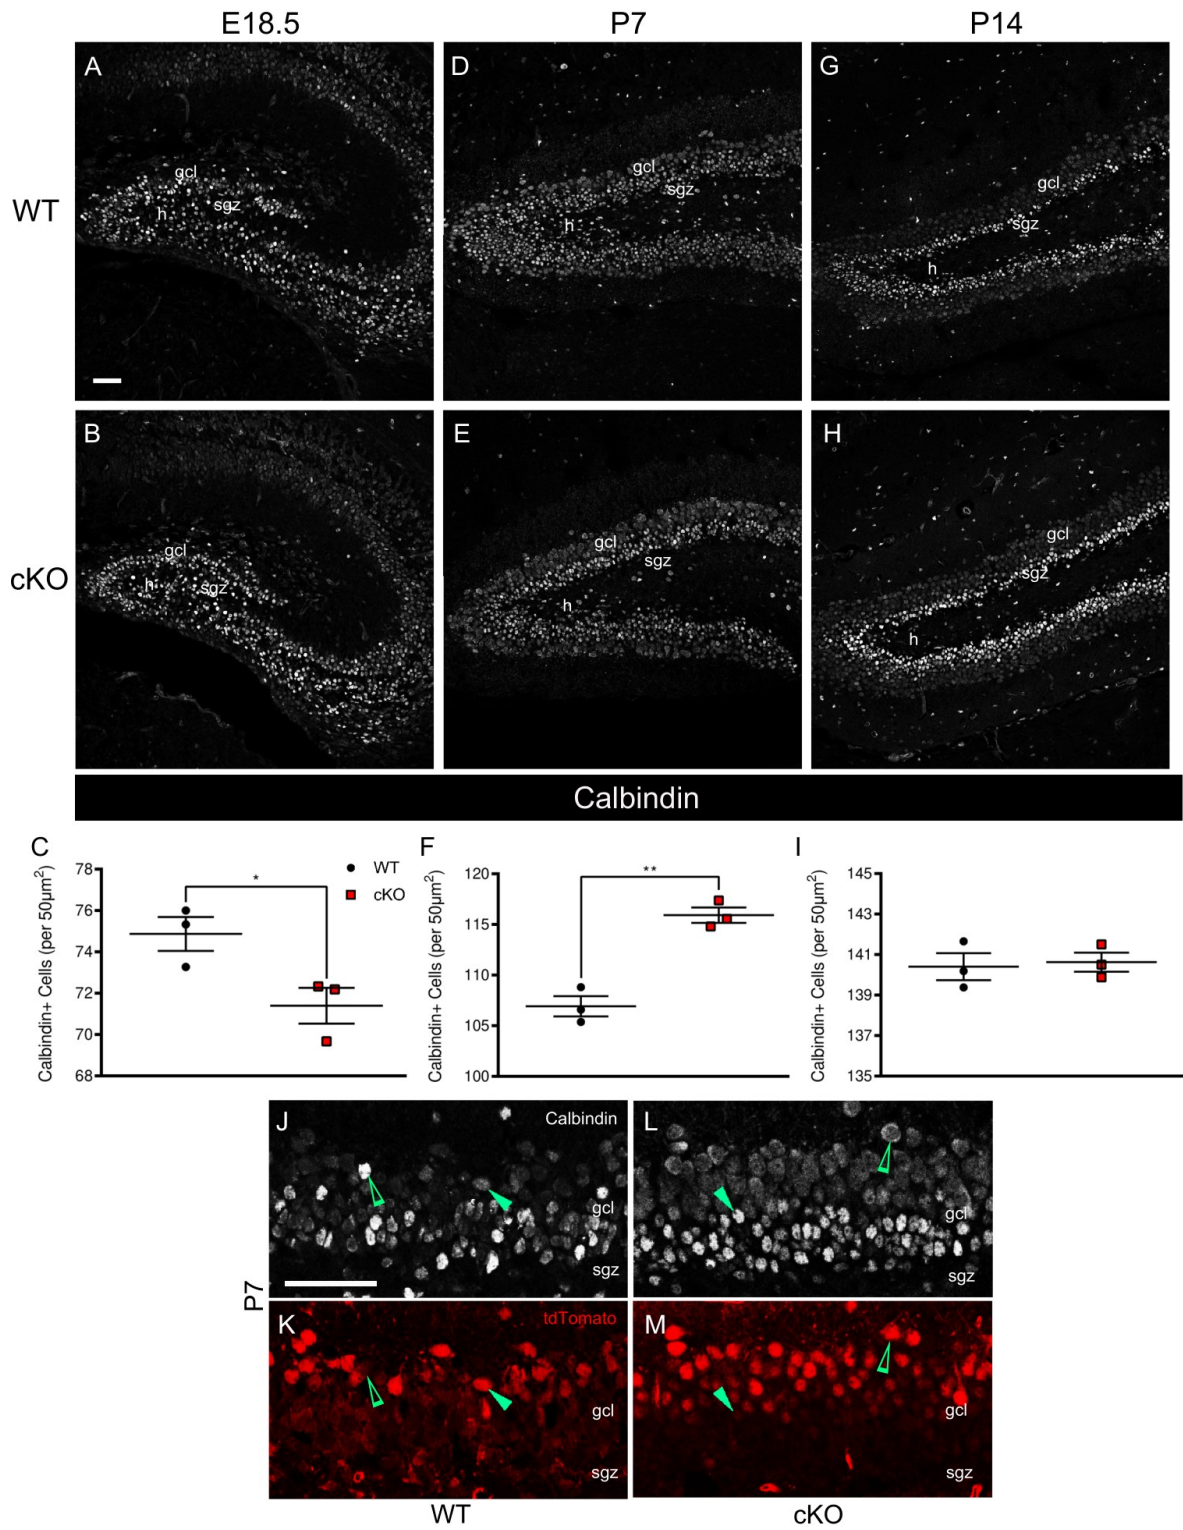 E18.5
P7
P14
WT
A
gcl
sgz
h
D
gcl
sgz
h
G
gcl
sgz
h
cKO
B
gcl
h
sgz
E
gcl
sgz
h
H
gcl
sgz
h
Calbindin
C
Calbindin+ Cells (per 50µm²)
78
76
74
72
70
68
*
WT
cKO
F
Calbindin+ Cells (per 50µm²)
120
115
110
105
100
**
I
Calbindin+ Cells (per 50µm²)
145
143
141
139
137
135
P7
J
Calbindin
gcl
sgz
L
gcl
sgz
K
tdTomato
gcl
sgz
M
gcl
sgz
WT
cKO